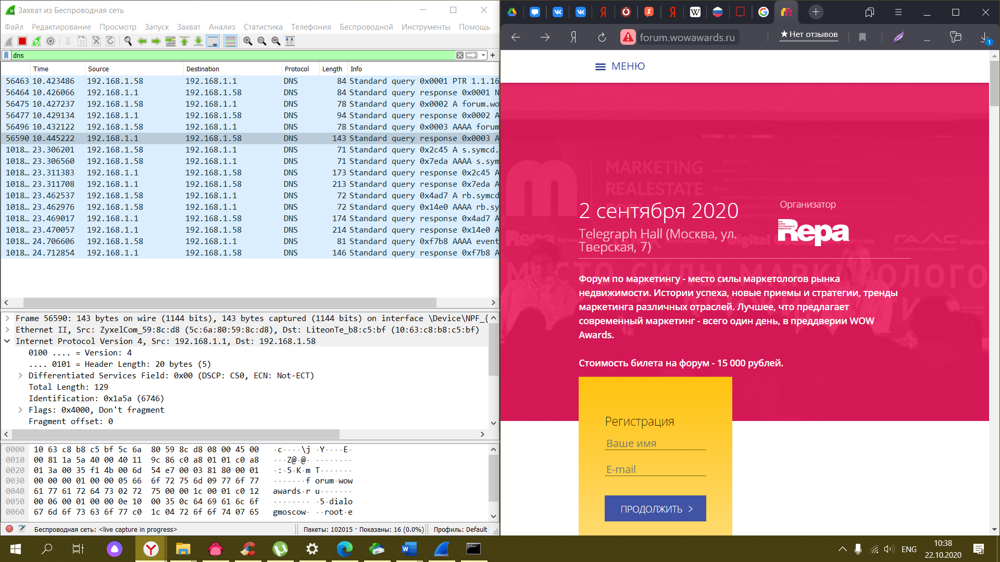 Захват из Беспроводная сеть
Файл Редактирование Просмотр Запуск Захват Анализ Статистика Телефония Беспроводной Инструменты Помощь
dns
Time Source Destination Protocol Length Info
56463 10.423486 192.168.1.58 192.168.1.1 DNS 84 Standard query 0x0001 PTR 1.1.16
56464 10.426066 192.168.1.1 192.168.1.58 DNS 84 Standard query response 0x0001 N
56475 10.427237 192.168.1.58 192.168.1.1 DNS 78 Standard query 0x0002 A forum.wo
56477 10.429134 192.168.1.1 192.168.1.58 DNS 94 Standard query response 0x0002 A
56496 10.432122 192.168.1.58 192.168.1.1 DNS 78 Standard query 0x0003 AAAA forum
56590 10.445222 192.168.1.1 192.168.1.58 DNS 143 Standard query response 0x0003 A
1018… 23.306201 192.168.1.58 192.168.1.1 DNS 71 Standard query 0x2c45 A s.symcd.
1018… 23.306560 192.168.1.58 192.168.1.1 DNS 71 Standard query 0x7eda AAAA s.sym
1018… 23.311383 192.168.1.1 192.168.1.58 DNS 173 Standard query response 0x2c45 A
1018… 23.311708 192.168.1.1 192.168.1.58 DNS 213 Standard query response 0x7eda A
1018… 23.462537 192.168.1.58 192.168.1.1 DNS 72 Standard query 0x4ad7 A rb.symcd
1018… 23.462976 192.168.1.58 192.168.1.1 DNS 72 Standard query 0x14e0 AAAA rb.sy
1018… 23.469017 192.168.1.1 192.168.1.58 DNS 174 Standard query response 0x4ad7 A
1018… 23.470057 192.168.1.1 192.168.1.58 DNS 214 Standard query response 0x14e0 A
1018… 24.706606 192.168.1.58 192.168.1.1 DNS 81 Standard query 0xf7b8 AAAA event
1018… 24.712854 192.168.1.1 192.168.1.58 DNS 146 Standard query response 0xf7b8 A
Frame 56590: 143 bytes on wire (1144 bits), 143 bytes captured (1144 bits) on interface \Device\NPF_{
Ethernet II, Src: ZyxelCom_59:8c:d8 (5c:6a:80:59:8c:d8), Dst: LiteonTe_b8:c5:bf (10:63:c8:b8:c5:bf)
Internet Protocol Version 4, Src: 192.168.1.1, Dst: 192.168.1.58
0100 .... = Version: 4
.... 0101 = Header Length: 20 bytes (5)
Differentiated Services Field: 0x00 (DSCP: CS0, ECN: Not-ECT)
Total Length: 129
Identification: 0x1a5a (6746)
Flags: 0x4000, Don't fragment
Fragment offset: 0
0000 10 63 c8 b8 c5 bf 5c 6a 80 59 8c d8 08 00 45 00 ·c····\j ·Y····E·
0010 00 81 1a 5a 40 00 40 11 9c 86 c0 a8 01 01 c0 a8 ···Z@·@· ········
0020 01 3a 00 35 f1 4b 00 6d 54 e7 00 03 81 80 00 01 ·:·5·K·m T·······
0030 00 00 00 01 00 00 05 66 6f 72 75 6d 09 77 6f 77 ·······f orum·wow
0040 61 77 61 72 64 73 02 72 75 00 00 1c 00 01 c0 12 awards·r u·······
0050 00 06 00 01 00 00 0e 10 00 35 0c 64 69 61 6c 6f ········ ·5·dialo
0060 67 6d 6f 73 63 6f 77 c0 1c 04 72 6f 6f 74 07 65 gmoscow· ··root·e
Беспроводная сеть: <live capture in progress>
Пакеты: 102015 · Показаны: 16 (0.0%)
Профиль: Default
forum.wowawards.ru
★Нет отзывов
1
МЕНЮ
MARKETING
REALESTATE
2 сентября 2020
Telegraph Hall (Москва, ул.
Тверская, 7)
Организатор
Repa
МЕСТО СИЛЫ МАРКЕТОЛОГО
Форум по маркетингу - место силы маркетологов рынка
недвижимости. Истории успеха, новые приемы и стратегии, тренды
маркетинга различных отраслей. Лучшее, что предлагает
современный маркетинг - всего один день, в преддверии WOW
Awards.
Стоимость билета на форум - 15 000 рублей.
Регистрация
Ваше имя
E-mail
ПРОДОЛЖИТЬ
ENG
10:38
22.10.2020